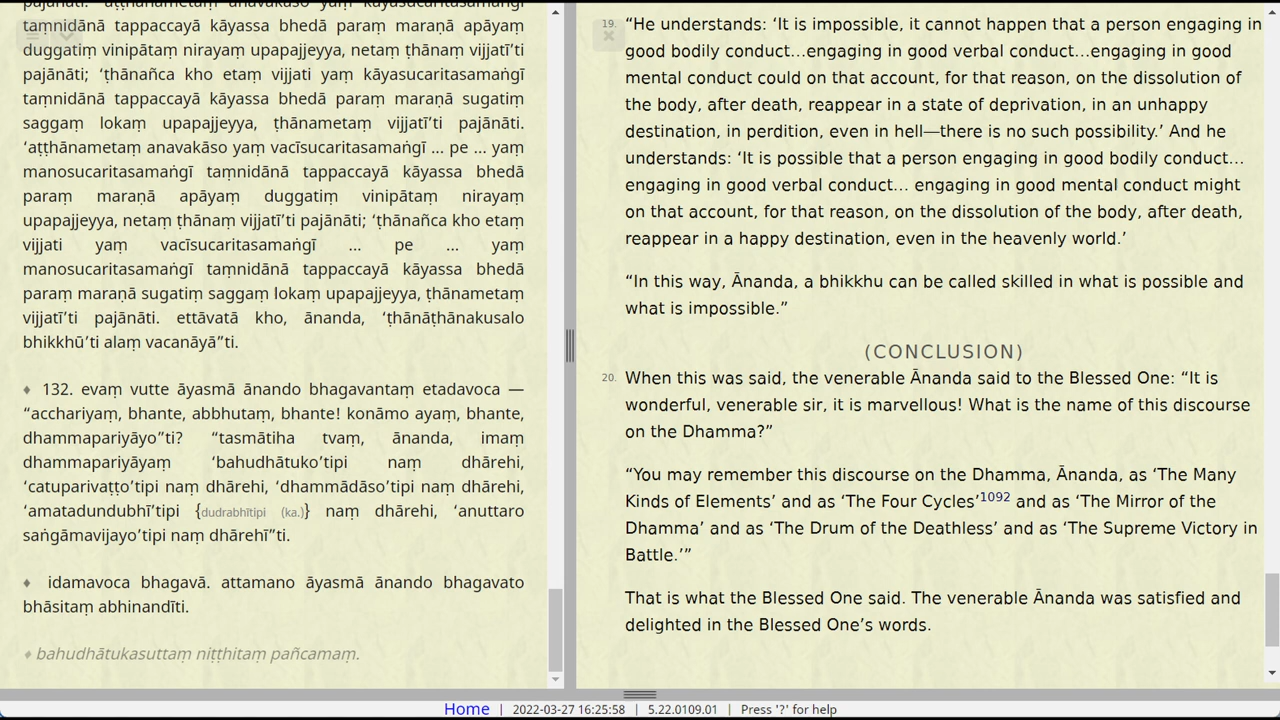 pajānāti. 'aṭṭhānametaṃ anavakāso yaṃ kāyasucaritasamaṅgī
taṃnidānā tappaccayā kāyassa bhedā paraṃ maraṇā apāyaṃ
duggatiṃ vinipātaṃ nirayaṃ upapajjeyya, netaṃ ṭhānaṃ vijjatī’ti
pajānāti; ‘ṭhānañca kho etaṃ vijjati yaṃ kāyasucaritasamaṅgī
taṃnidānā tappaccayā kāyassa bhedā paraṃ maraṇā sugatiṃ
saggaṃ lokaṃ upapajjeyya, ṭhānametaṃ vijjatī’ti pajānāti.
‘aṭṭhānametaṃ anavakāso yaṃ vacīsucaritasamaṅgī ... pe ... yaṃ
manosucaritasamaṅgī taṃnidānā tappaccayā kāyassa bhedā
paraṃ maraṇā apāyaṃ duggatiṃ vinipātaṃ nirayaṃ
upapajjeyya, netaṃ ṭhānaṃ vijjatī’ti pajānāti; ‘ṭhānañca kho etaṃ
vijjati yaṃ vacīsucaritasamaṅgī ... pe ... yaṃ
manosucaritasamaṅgī taṃnidānā tappaccayā kāyassa bhedā
paraṃ maraṇā sugatiṃ saggaṃ lokaṃ upapajjeyya, ṭhānametaṃ
vijjatī’ti pajānāti. ettāvatā kho, ānanda, ‘ṭhānāṭhānakusalo
bhikkhū’ti alaṃ vacanāyā”ti.
♦ 132. evaṃ vutte āyasmā ānando bhagavantaṃ etadavoca —
“acchariyaṃ, bhante, abbhutaṃ, bhante! konāmo ayaṃ, bhante,
dhammapariyāyo”ti? “tasmātiha tvaṃ, ānanda, imaṃ
dhammapariyāyaṃ ‘bahudhātuko’tipi naṃ dhārehi,
‘catuparivaṭṭo’tipi naṃ dhārehi, ‘dhammādāso’tipi naṃ dhārehi,
‘amatadundubhī’tipi {dudrabhītipi (ka.)} naṃ dhārehi, ‘anuttaro
saṅgāmavijayo’tipi naṃ dhārehī”ti.
♦ idamavoca bhagavā. attamano āyasmā ānando bhagavato
bhāsitaṃ abhinandīti.
♦ bahudhātukasuttaṃ niṭṭhitaṃ pañcamaṃ.
19. “He understands: ‘It is impossible, it cannot happen that a person engaging in
good bodily conduct…engaging in good verbal conduct…engaging in good
mental conduct could on that account, for that reason, on the dissolution of
the body, after death, reappear in a state of deprivation, in an unhappy
destination, in perdition, even in hell—there is no such possibility.’ And he
understands: ‘It is possible that a person engaging in good bodily conduct…
engaging in good verbal conduct… engaging in good mental conduct might
on that account, for that reason, on the dissolution of the body, after death,
reappear in a happy destination, even in the heavenly world.’
“In this way, Ānanda, a bhikkhu can be called skilled in what is possible and
what is impossible.”
(CONCLUSION)
20. When this was said, the venerable Ānanda said to the Blessed One: “It is
wonderful, venerable sir, it is marvellous! What is the name of this discourse
on the Dhamma?”
“You may remember this discourse on the Dhamma, Ānanda, as ‘The Many
Kinds of Elements’ and as ‘The Four Cycles’1092 and as ‘The Mirror of the
Dhamma’ and as ‘The Drum of the Deathless’ and as ‘The Supreme Victory in
Battle.’”
That is what the Blessed One said. The venerable Ānanda was satisfied and
delighted in the Blessed One’s words.
Home | 2022-03-27 16:25:58 | 5.22.0109.01 | Press '?' for help